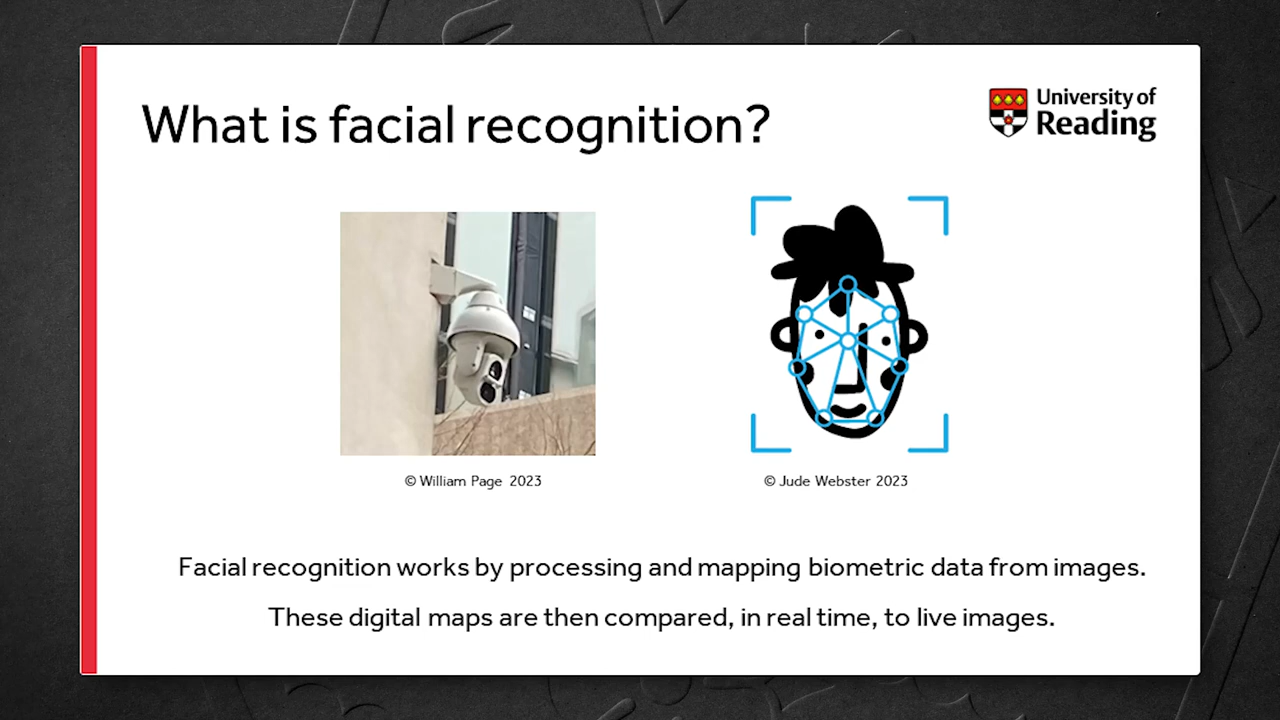 What is facial recognition?
University of
Reading
© William Page 2023
© Jude Webster 2023
Facial recognition works by processing and mapping biometric data from images.
These digital maps are then compared, in real time, to live images.